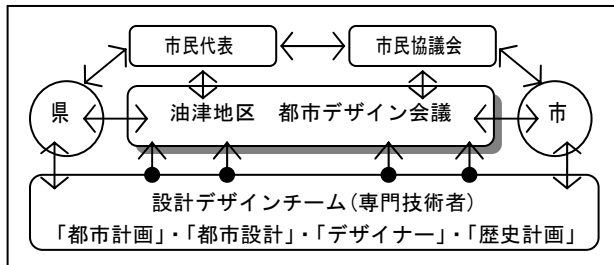 市民代表
市民協議会
県
油津地区 都市デザイン会議
市
設計デザインチーム(専門技術者)
「都市計画」・「都市設計」・「デザイナー」・「歴史計画」